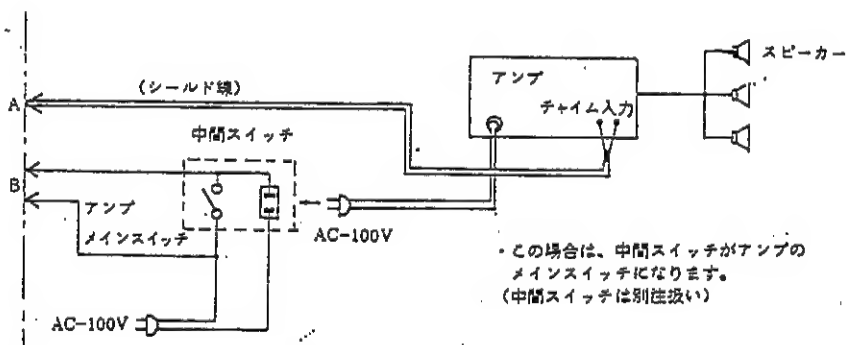 スピーカー
アンプ
チャイム入力
(シールド線)
A
中間スイッチ
B
アンプ
メインスイッチ
AC-100V
AC-100V
・この場合は、中間スイッチがアンプの
メインスイッチになります。
(中間スイッチは別注扱い)